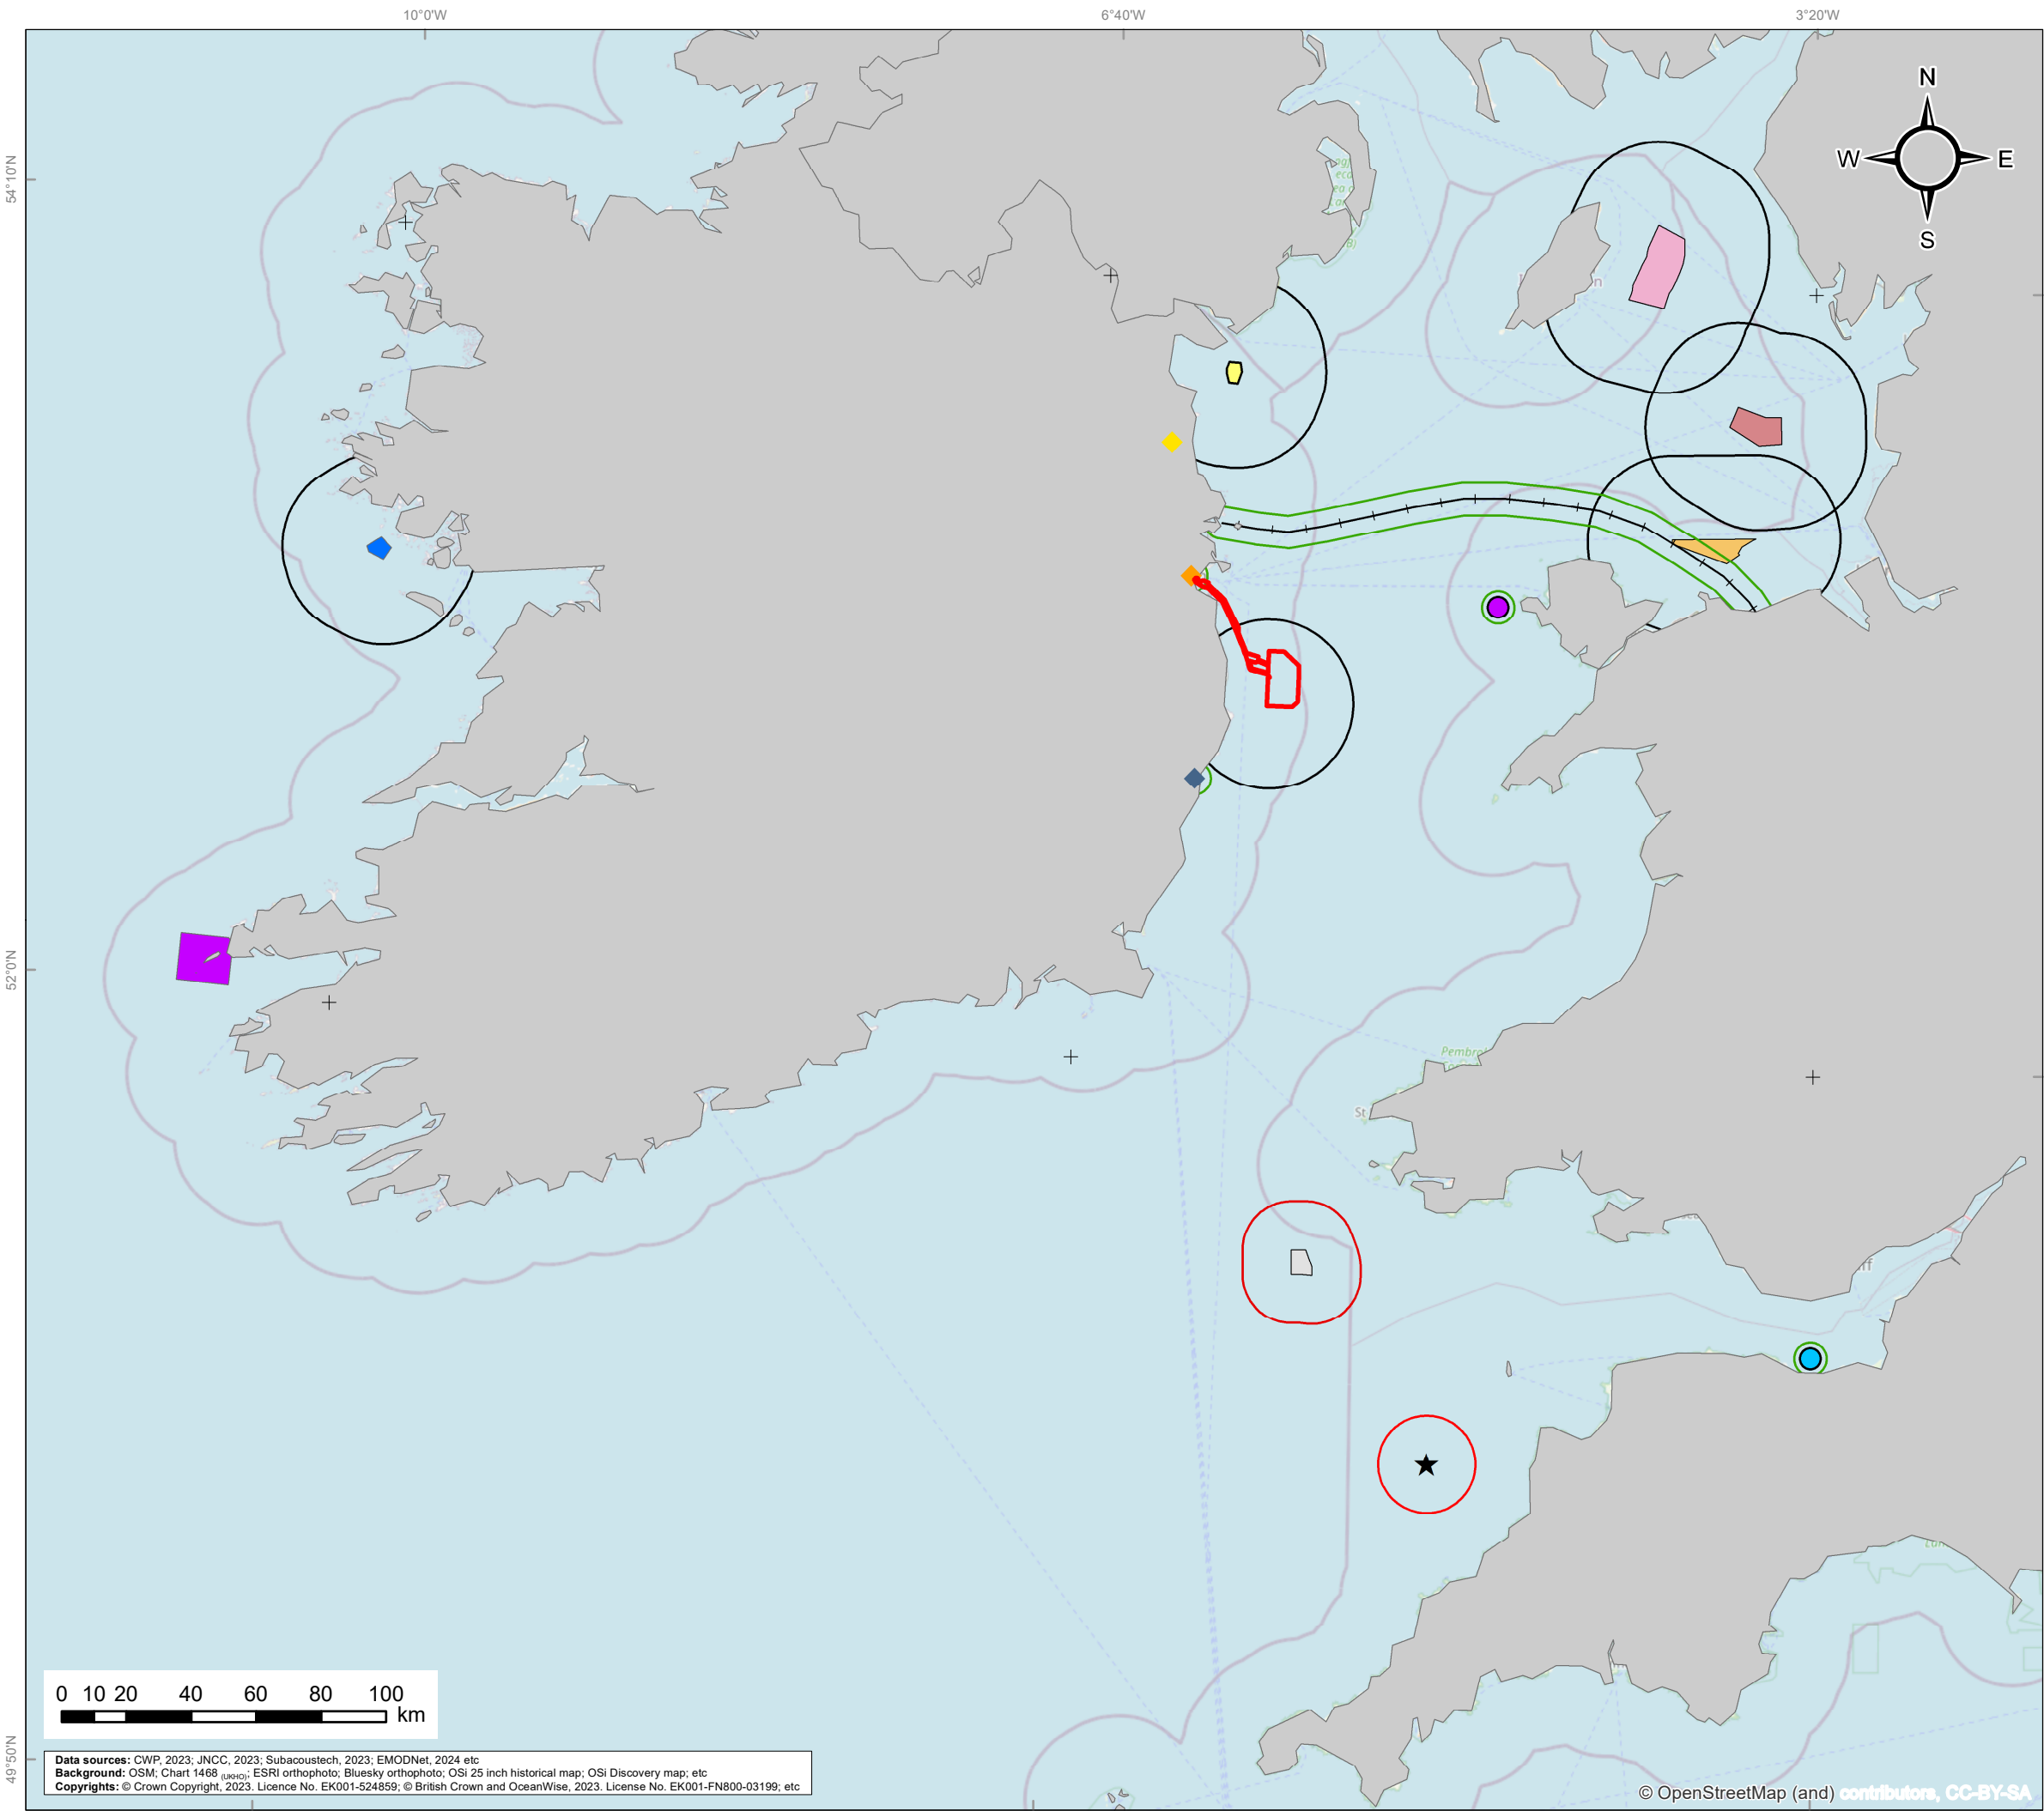 10°0'W 6°40'W 3°20'W
N
W E
S
54°10'N
52°0'N
49°50'N
Pembro
St
0 10 20 40 60 80 100
km
Data sources: CWP, 2023; JNCC, 2023; Subacoustech, 2023; EMODNet, 2024 etc
Background: OSM; Chart 1468 (UKHO); ESRI orthophoto; Bluesky orthophoto; OSi 25 inch historical map; OSi Discovery map; etc
Copyrights: © Crown Copyright, 2023. Licence No. EK001-524859; © British Crown and OceanWise, 2023. License No. EK001-FN800-03199; etc
© OpenStreetMap (and) contributors, CC-BY-SA